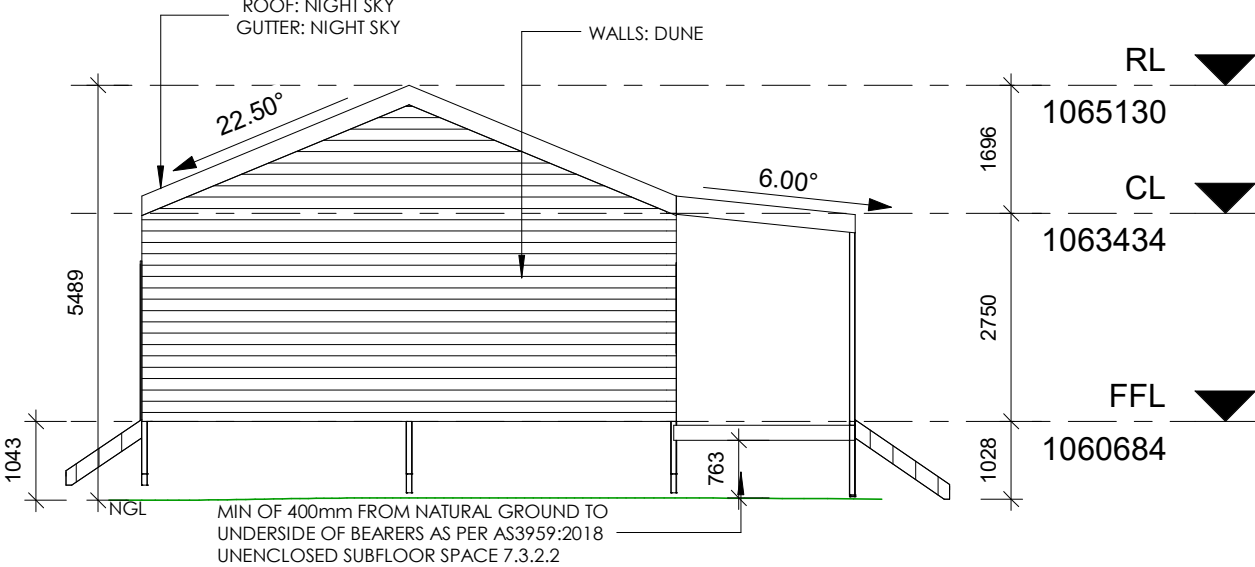 ROOF: NIGHT SKY
GUTTER: NIGHT SKY
WALLS: DUNE
RL
1065130
22.50°
1696
6.00°
CL
1063434
5489
2750
FFL
1060684
1043
763
1028
NGL
MIN OF 400mm FROM NATURAL GROUND TO
UNDERSIDE OF BEARERS AS PER AS3959:2018
UNENCLOSED SUBFLOOR SPACE 7.3.2.2